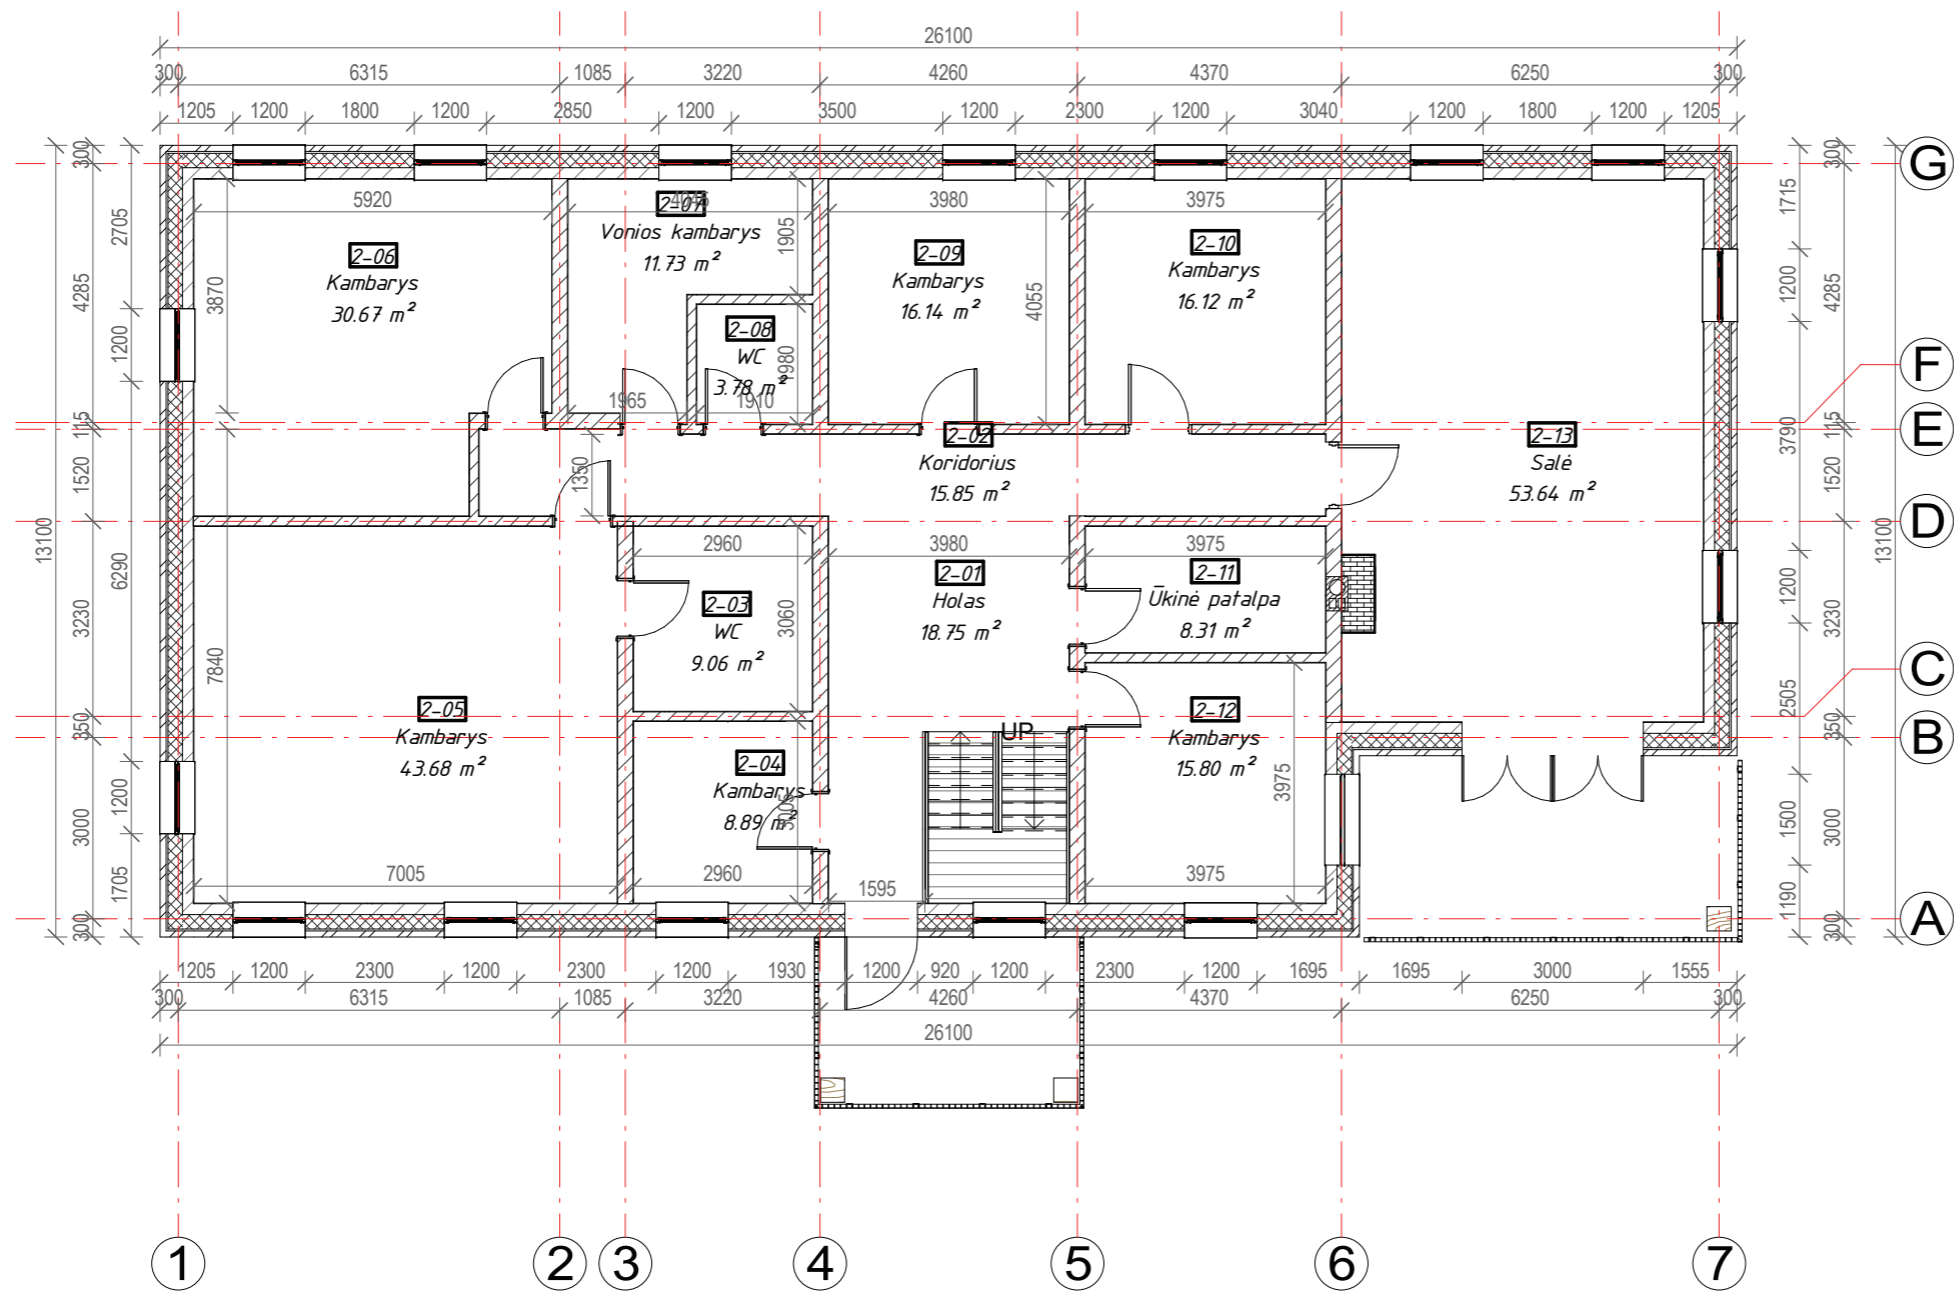 26100
300 6315 1085 3220 4260 4370 6250 300
1205 1200 1800 1200 2850 1200 3500 1200 2300 1200 3040 1200 1800 1200 1205
13100
300 4285 115 1520 3230 350 3000 300
2705 1200 6290 1200 1705
3870
7840
5920
2-06
Kambarys
30.67 m²
4045
2-07
Vonios kambarys
11.73 m²
1905
2-08
WC
3.78 m²
1980
1965 1910
3980
2-09
Kambarys
16.14 m²
4055
3975
2-10
Kambarys
16.12 m²
2-02
Koridorius
15.85 m²
1350
2-13
Salė
53.64 m²
2960
2-03
WC
9.06 m²
3060
3980
2-01
Holas
18.75 m²
3975
2-11
Ūkinė patalpa
8.31 m²
2-05
Kambarys
43.68 m²
7005
2-04
Kambarys
8.89 m²
3005
2960
1595
UP
2-12
Kambarys
15.80 m²
3975
3975
1715 1200 3790 1200 2505 1500 1190
300 4285 115 1520 3230 350 3000 300
13100
G
F
E
D
C
B
A
1205 1200 2300 1200 2300 1200 1930 1200 920 1200 2300 1200 1695 1695 3000 1555
300 6315 1085 3220 4260 4370 6250 300
26100
1 2 3 4 5 6 7